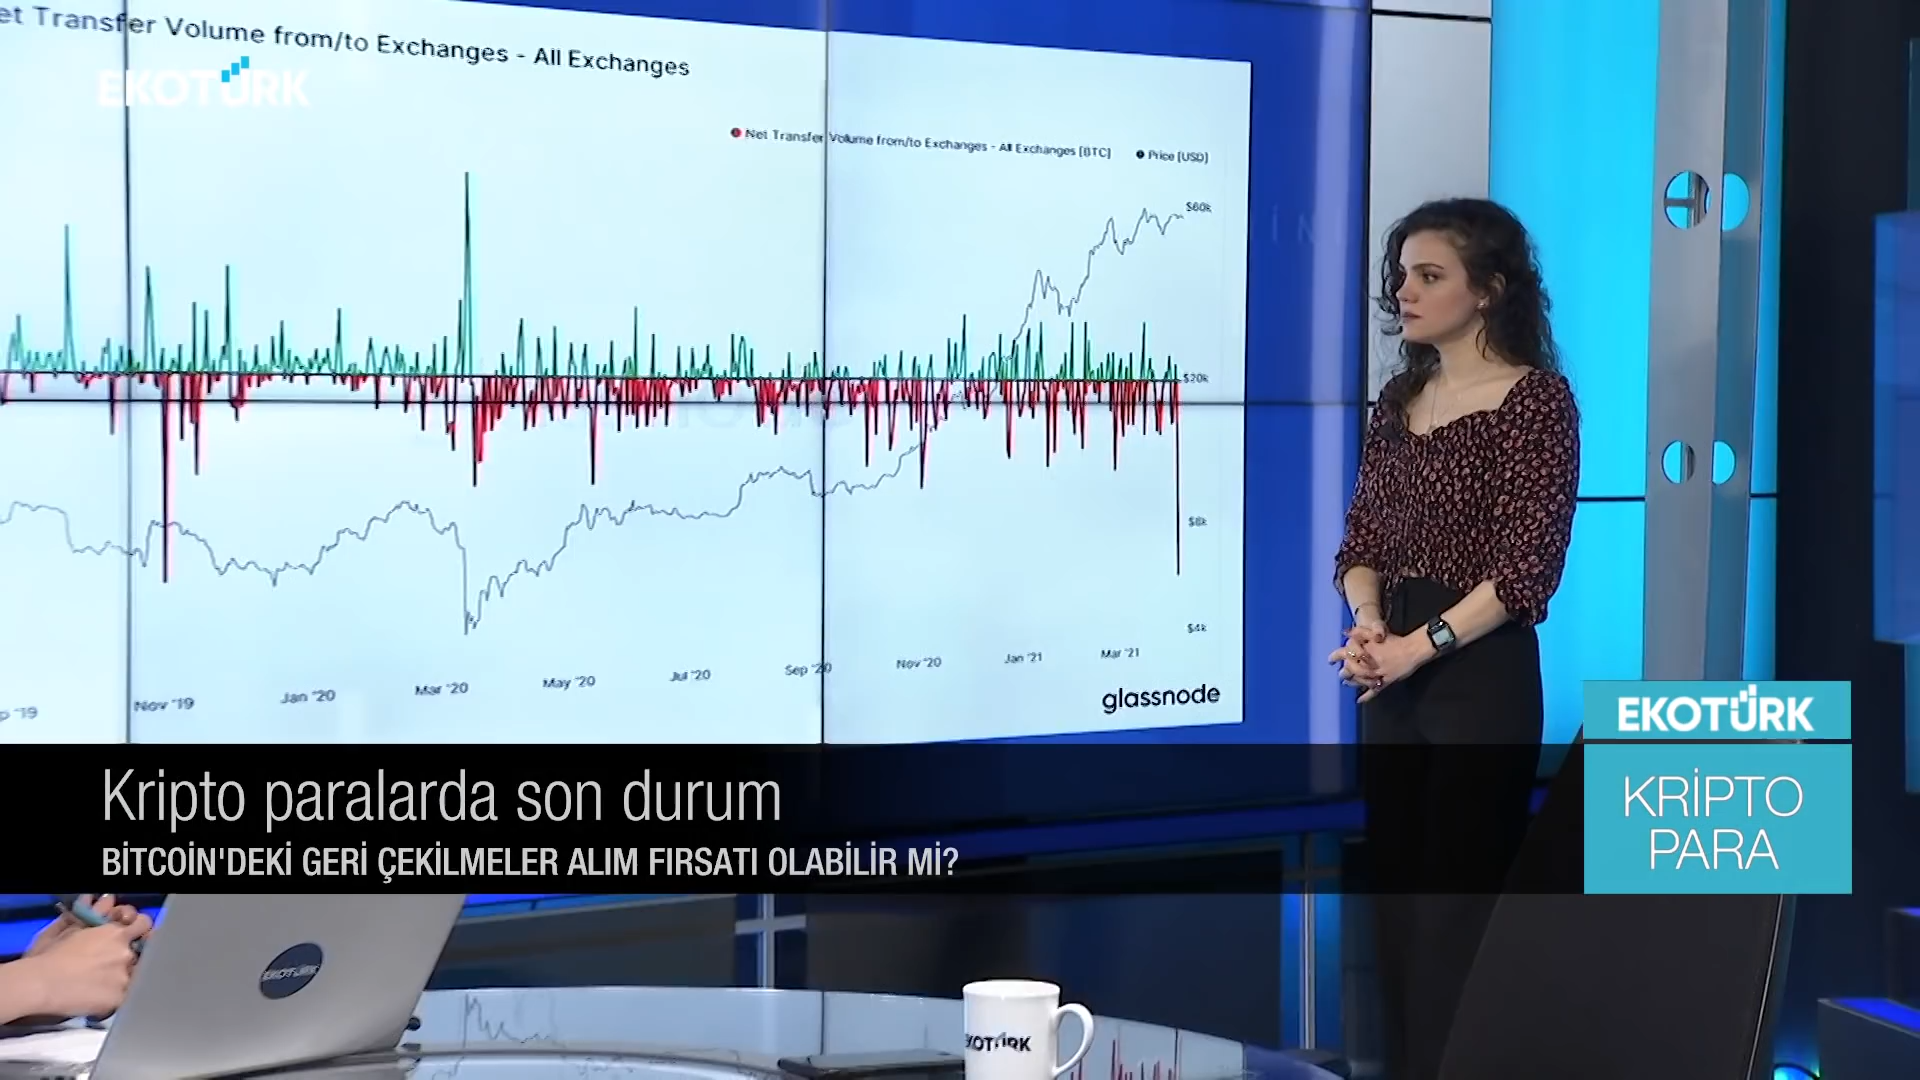 et Transfer Volume from/to Exchanges - All Exchanges
EKOTÜRK
Net Transfer Volume from/to Exchanges - All Exchanges [BTC]
Price [USD]
$60k
$20k
$8k
$4k
p '19
Nov '19
Jan '20
Mar '20
May '20
Jul '20
Sep '20
Nov '20
Jan '21
Mar '21
glassnode
EKOTÜRK
Kripto paralarda son durum
BİTCOİN'DEKİ GERİ ÇEKİLMELER ALIM FIRSATI OLABİLİR Mİ?
KRİPTO
PARA
EKOTÜRK
EKOTÜRK